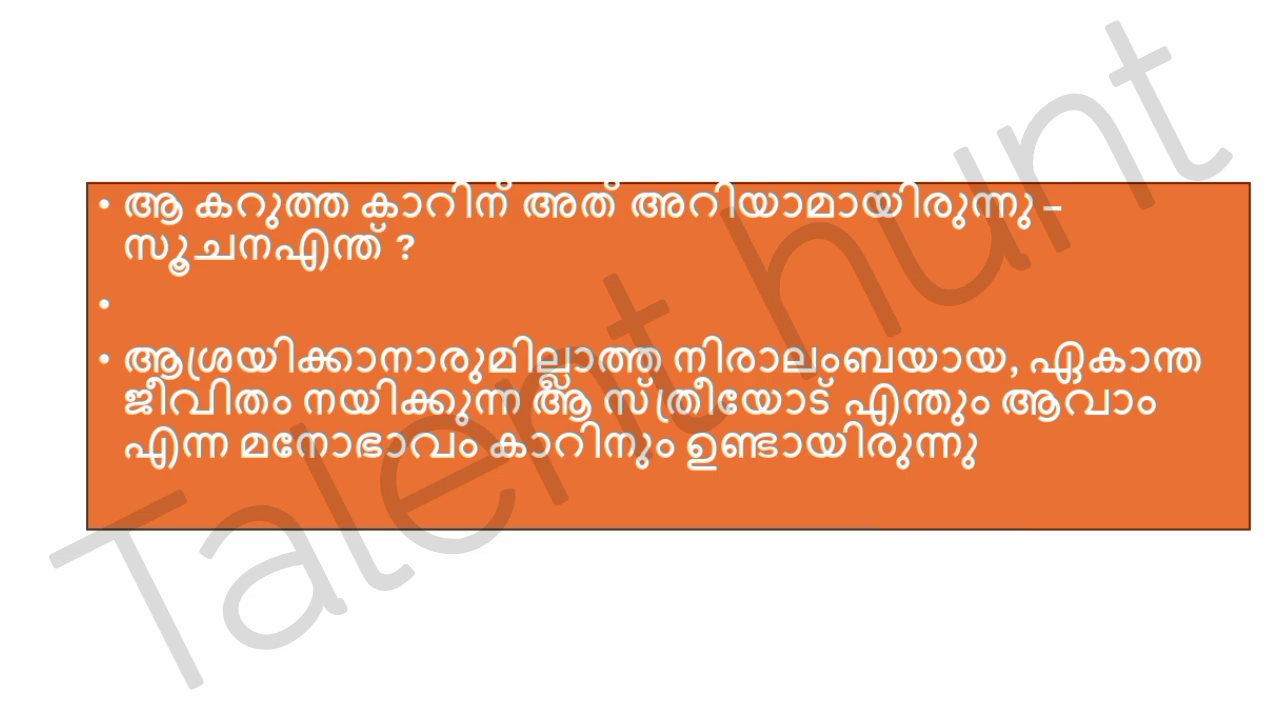 • ആ കറുത്ത കാറിന് അത് അറിയാമായിരുന്നു –
സൂചനഎന്ത് ?
•
• ആശ്രയിക്കാനാരുമില്ലാത്ത നിരാലംബയായ, ഏകാന്ത
ജീവിതം നയിക്കുന്ന ആ സ്ത്രീയോട് എന്തും ആവാം
എന്ന മനോഭാവം കാറിനും ഉണ്ടായിരുന്നു
Talent hunt